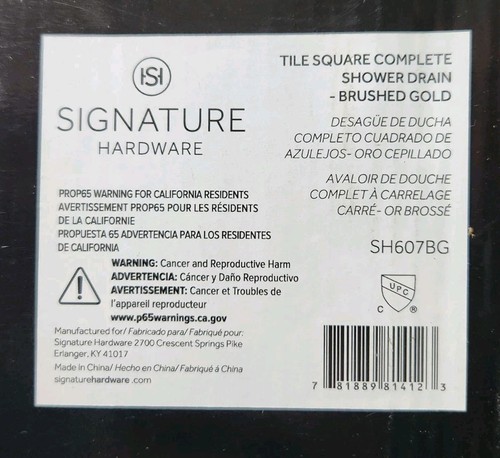 HS
SIGNATURE
HARDWARE
TILE SQUARE COMPLETE
SHOWER DRAIN
- BRUSHED GOLD
DESAGÜE DE DUCHA
COMPLETO CUADRADO DE
AZULEJOS- ORO CEPILLADO
AVALOIR DE DOUCHE
COMPLET À CARRELAGE
CARRÉ- OR BROSSÉ
SH607BG
PROP65 WARNING FOR CALIFORNIA RESIDENTS
AVERTISSEMENT PROP65 POUR LES RÉSIDENTS
DE LA CALIFORNIE
PROPUESTA 65 ADVERTENCIA PARA LOS RESIDENTES
DE CALIFORNIA
WARNING: Cancer and Reproductive Harm
ADVERTENCIA: Cáncer y Daño Reproductivo
AVERTISSEMENT: Cancer et Troubles de
l'appareil reproducteur
www.p65warnings.ca.gov
Manufactured for/ Fabricado para/ Fabriqué pour:
Signature Hardware 2700 Crescent Springs Pike
Erlanger, KY 41017
Made in China/ Hecho en China/ Fabriqué à China
signaturehardware .com
UPC
C ®
7 81889 81412 3